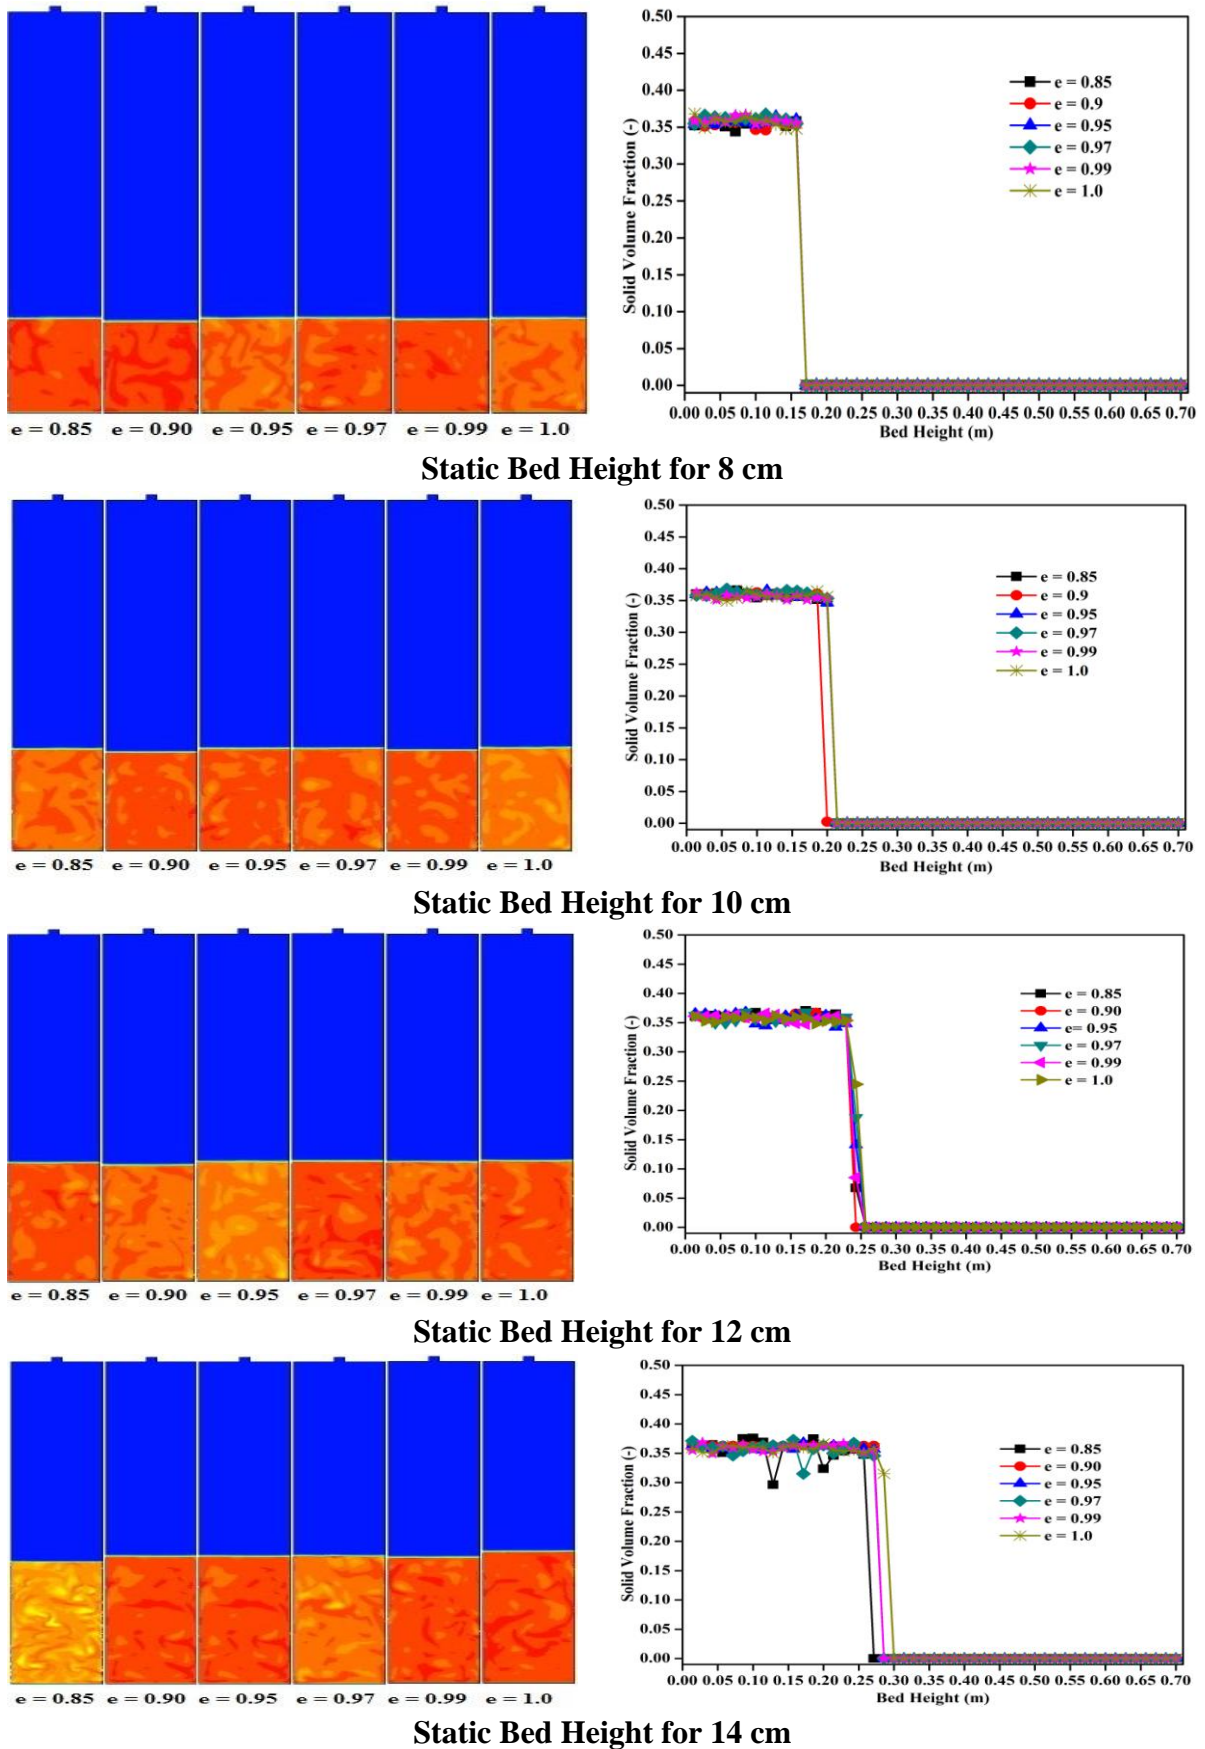 0.50
0.45
0.40
0.35
0.30
0.25
0.20
0.15
0.10
0.05
0.00
Solid Volume Fraction (-)
e = 0.85
e = 0.9
e = 0.95
e = 0.97
e = 0.99
e = 1.0
0.00 0.05 0.10 0.15 0.20 0.25 0.30 0.35 0.40 0.45 0.50 0.55 0.60 0.65 0.70
Bed Height (m)
e = 0.85 e = 0.90 e = 0.95 e = 0.97 e = 0.99 e = 1.0
Static Bed Height for 8 cm
0.50
0.45
0.40
0.35
0.30
0.25
0.20
0.15
0.10
0.05
0.00
Solid Volume Fraction (-)
e = 0.85
e = 0.9
e = 0.95
e = 0.97
e = 0.99
e = 1.0
0.00 0.05 0.10 0.15 0.20 0.25 0.30 0.35 0.40 0.45 0.50 0.55 0.60 0.65 0.70
Bed Height (m)
e = 0.85 e = 0.90 e = 0.95 e = 0.97 e = 0.99 e = 1.0
Static Bed Height for 10 cm
0.50
0.45
0.40
0.35
0.30
0.25
0.20
0.15
0.10
0.05
0.00
Solid Volume Fraction (-)
e = 0.85
e = 0.90
e= 0.95
e = 0.97
e = 0.99
e = 1.0
0.00 0.05 0.10 0.15 0.20 0.25 0.30 0.35 0.40 0.45 0.50 0.55 0.60 0.65 0.70
Bed Height (m)
e = 0.85 e = 0.90 e = 0.95 e = 0.97 e = 0.99 e = 1.0
Static Bed Height for 12 cm
0.50
0.45
0.40
0.35
0.30
0.25
0.20
0.15
0.10
0.05
0.00
Solid Volume Fraction (-)
e = 0.85
e = 0.90
e = 0.95
e = 0.97
e = 0.99
e = 1.0
0.00 0.05 0.10 0.15 0.20 0.25 0.30 0.35 0.40 0.45 0.50 0.55 0.60 0.65 0.70
Bed Height (m)
e = 0.85 e = 0.90 e = 0.95 e = 0.97 e = 0.99 e = 1.0
Static Bed Height for 14 cm